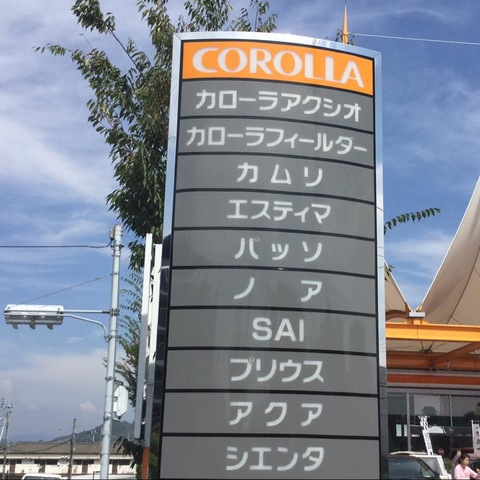 COROLLA
カローラアクシオ
カローラフィールダー
カムリ
エスティマ
パッソ
ノア
SAI
プリウス
アクア
シエンタ